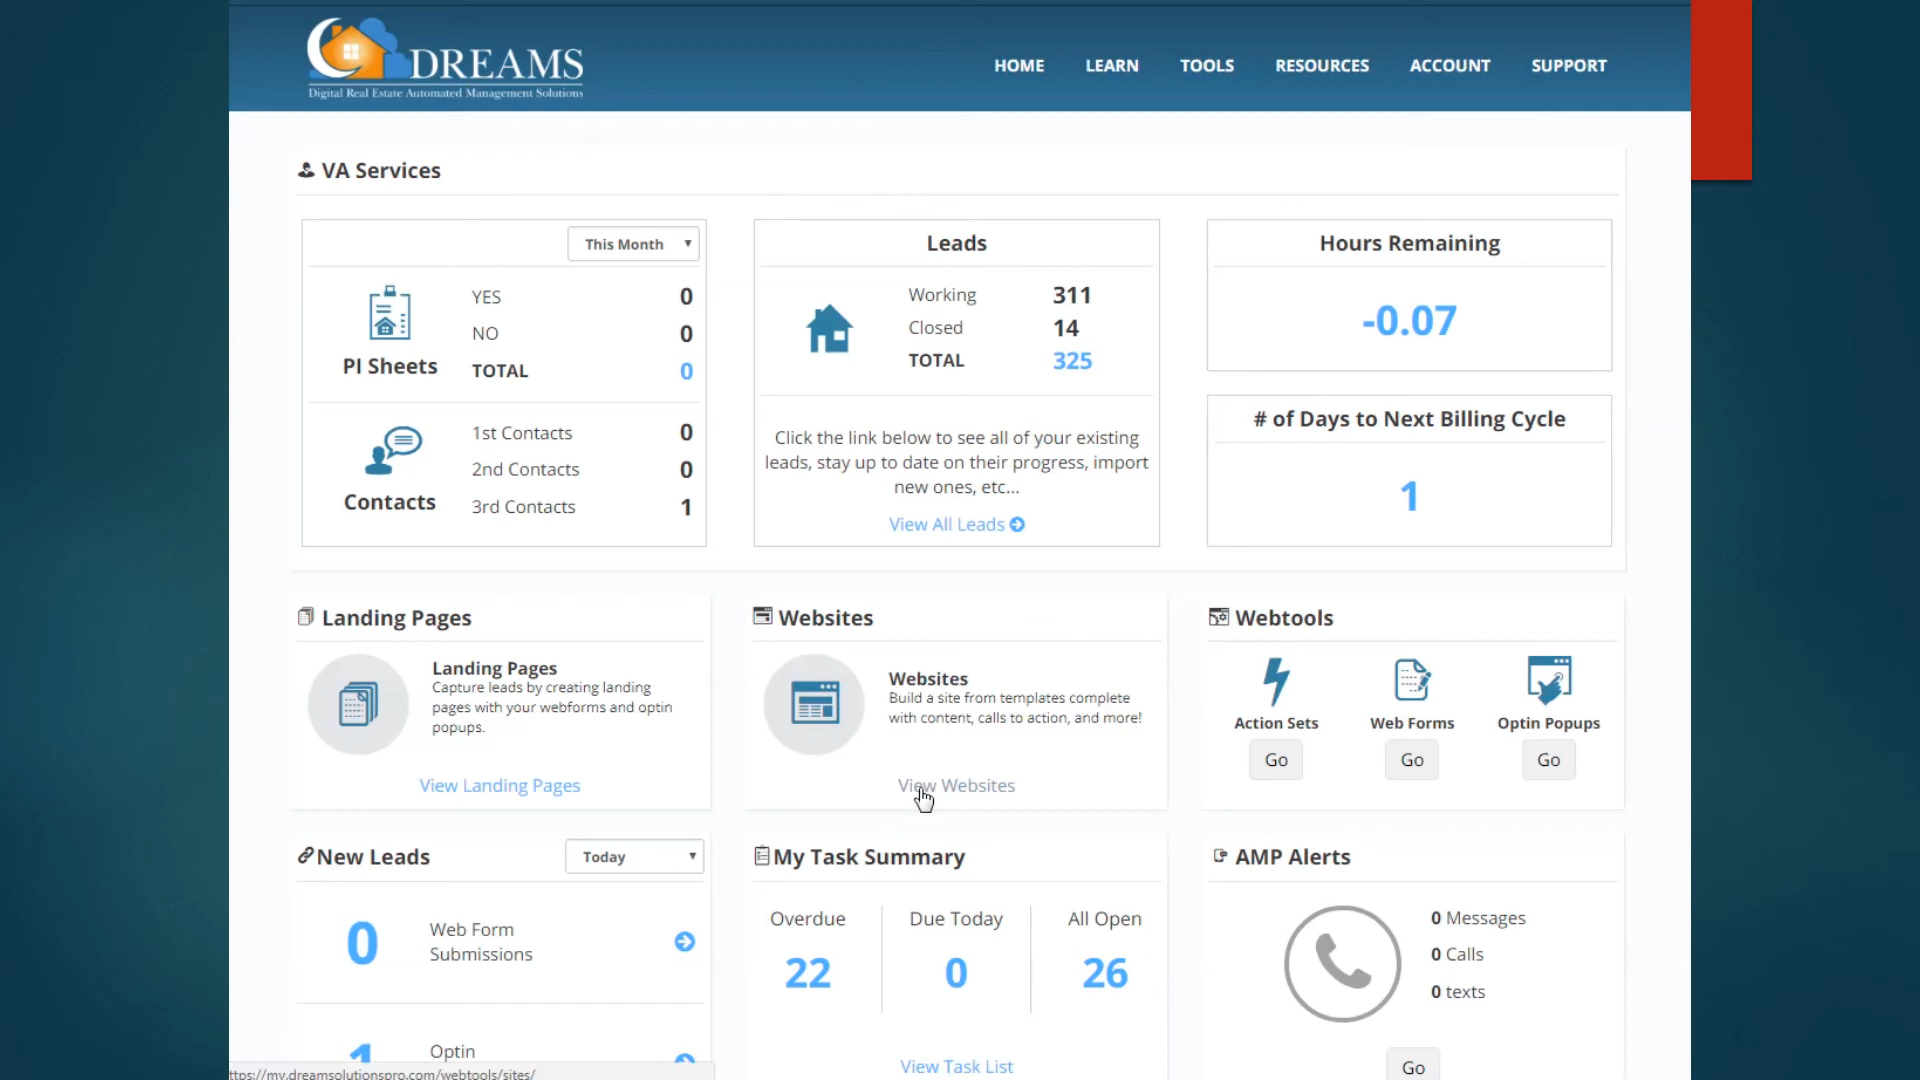 DREAMS
Digital Real Estate Automated Management Solutions
HOME LEARN TOOLS RESOURCES ACCOUNT SUPPORT
VA Services
This Month
PI Sheets
YES 0
NO 0
TOTAL 0
Contacts
1st Contacts 0
2nd Contacts 0
3rd Contacts 1
Leads
Working 311
Closed 14
TOTAL 325
Click the link below to see all of your existing
leads, stay up to date on their progress, import
new ones, etc...
View All Leads
Hours Remaining
-0.07
# of Days to Next Billing Cycle
1
Landing Pages
Landing Pages
Capture leads by creating landing
pages with your webforms and optin
popups.
View Landing Pages
Websites
Websites
Build a site from templates complete
with content, calls to action, and more!
View Websites
Webtools
Action Sets Web Forms Optin Popups
Go Go Go
New Leads
Today
0 Web Form
Submissions
1 Optin
My Task Summary
Overdue Due Today All Open
22 0 26
View Task List
AMP Alerts
0 Messages
0 Calls
0 texts
Go
ttps://my.dreamsolutionspro.com/webtools/sites/